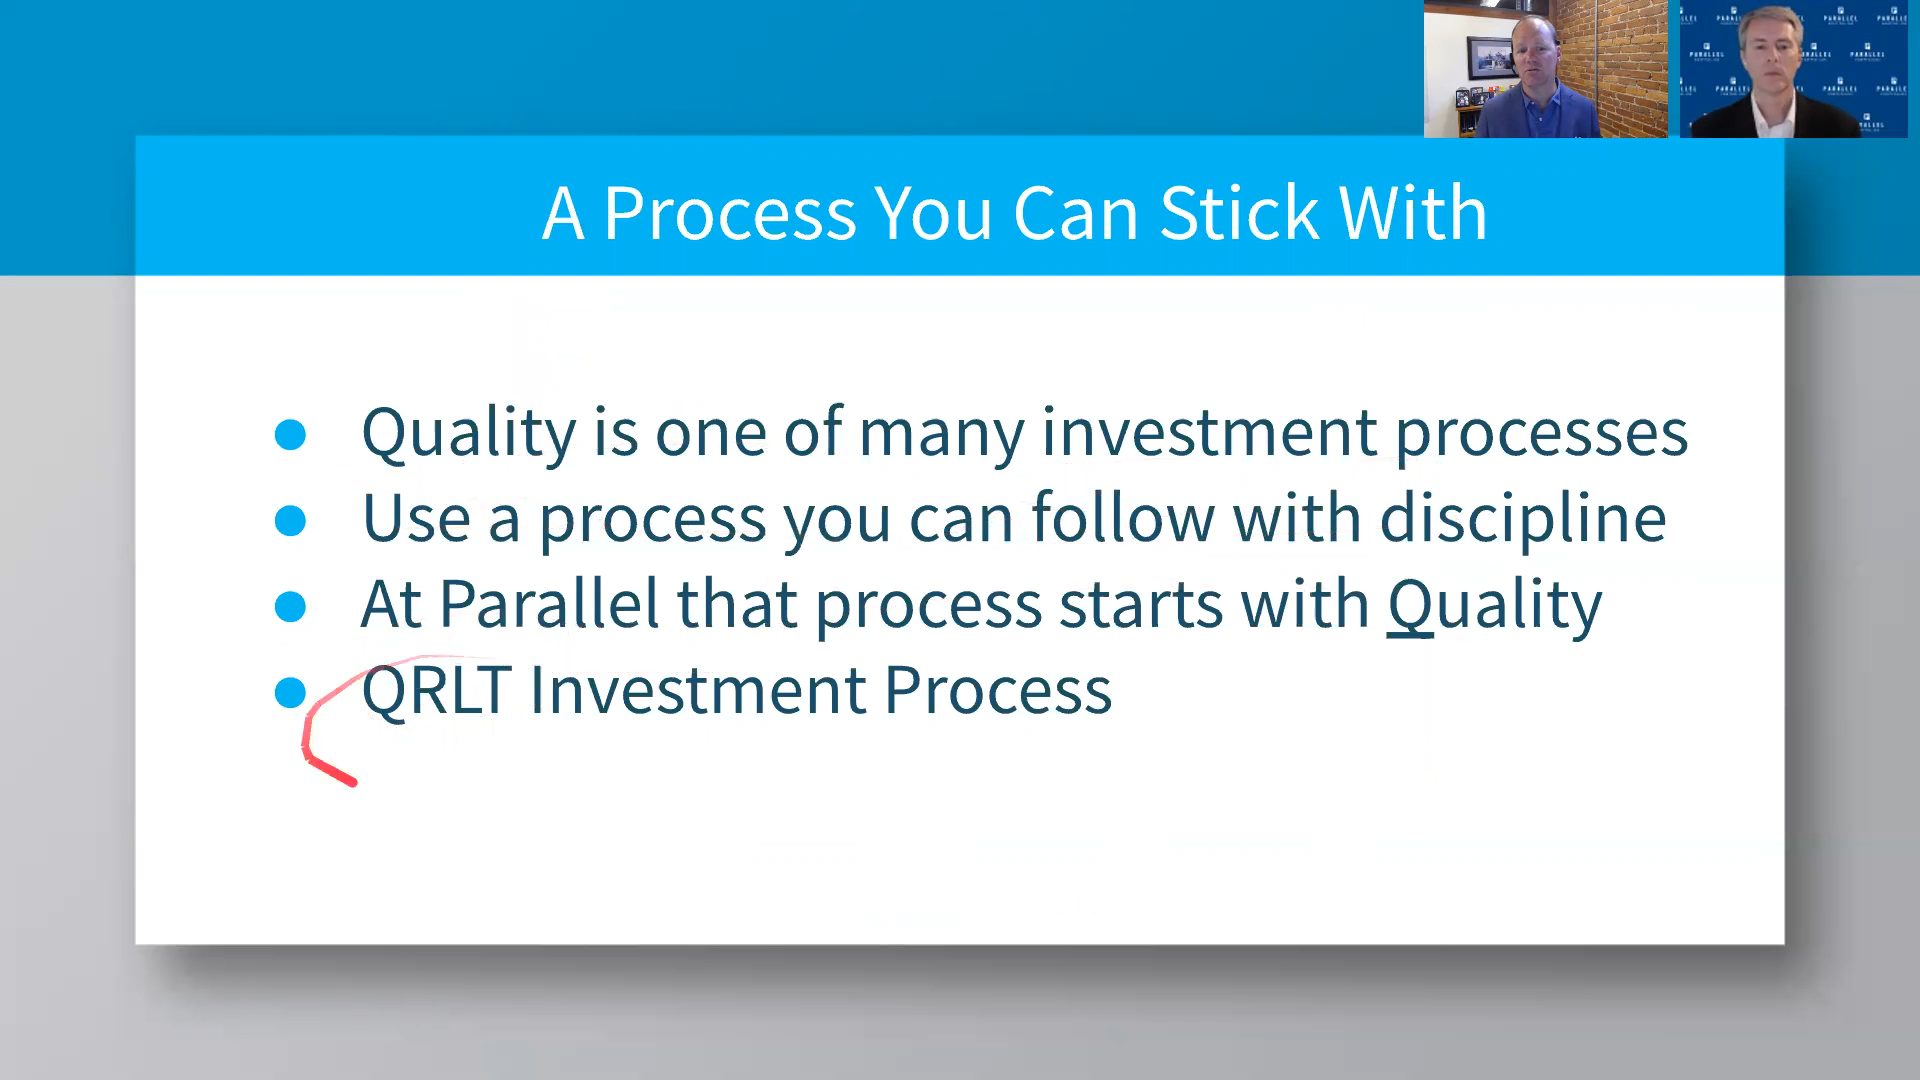 A Process You Can Stick With
Quality is one of many investment processes
Use a process you can follow with discipline
At Parallel that process starts with Quality
QRLT Investment Process
PARALLEL